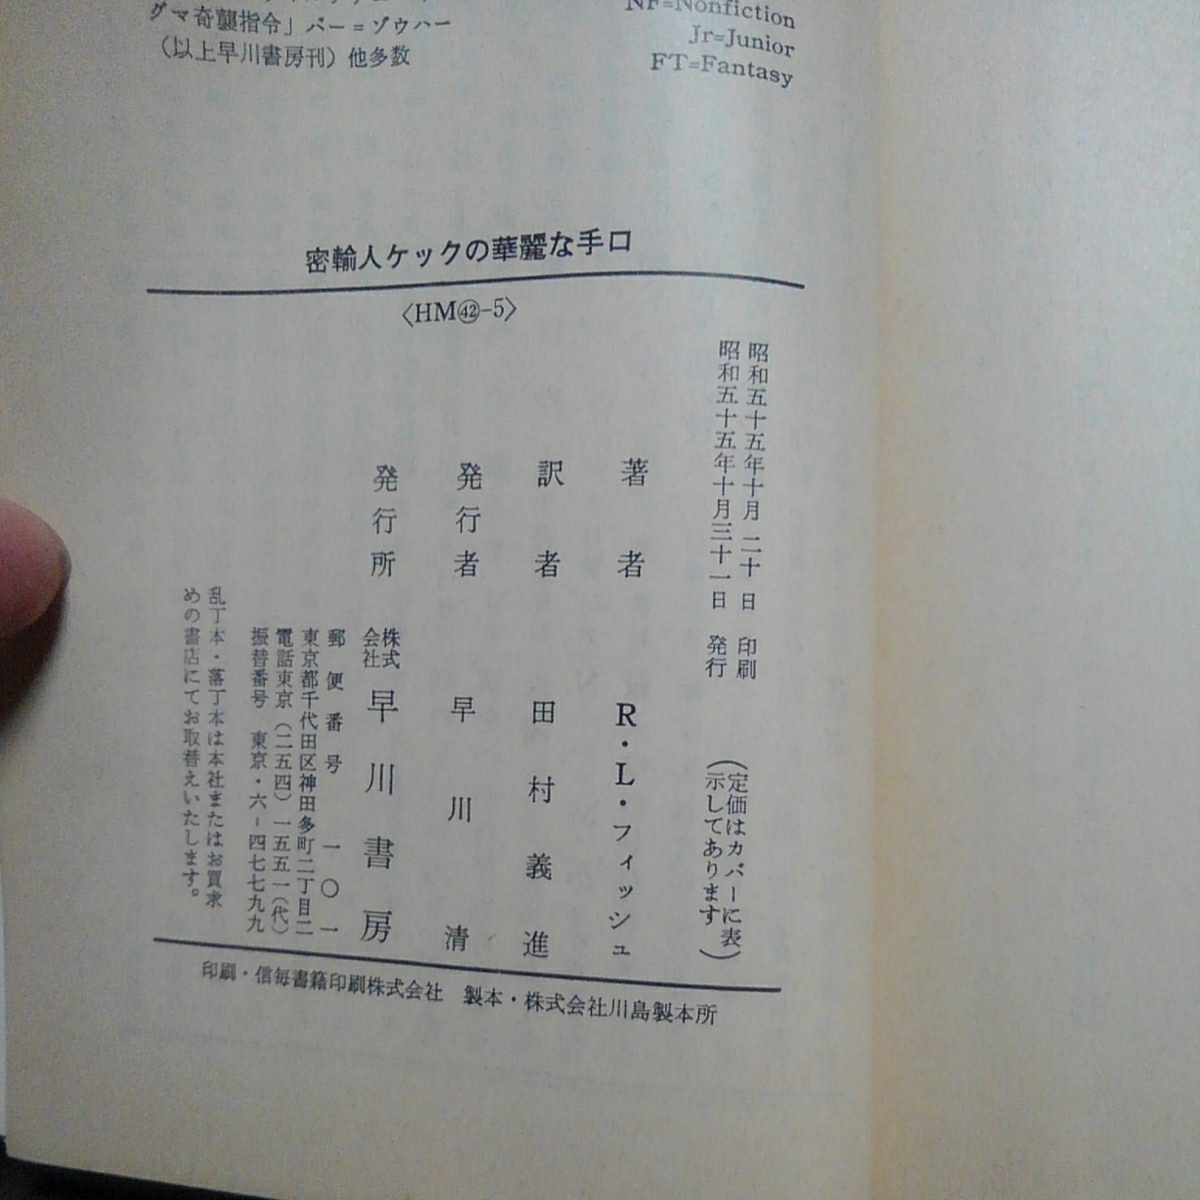 グマ奇襲指令」バー＝ゾウハー
（以上早川書房刊）他多数
NF=Nonfiction
Jr=Junior
FT=Fantasy
密輸人ケックの華麗な手口
〈HM㊷-5〉
昭和五十五年十月二十日　印刷
昭和五十五年十月三十一日　発行
（定価はカバーに表
示してあります）
著者　R・L・フィッシュ
訳者　田村義進
発行者　早川清
発行所　株式会社　早川書房
郵便番号　一〇一
東京都千代田区神田多町二丁目二
電話東京（二五四）一五五一（代）
振替番号　東京・六-四七七九九
乱丁本・落丁本は本社またはお買求
めの書店にてお取替えいたします。
印刷・信毎書籍印刷株式会社　製本・株式会社川島製本所